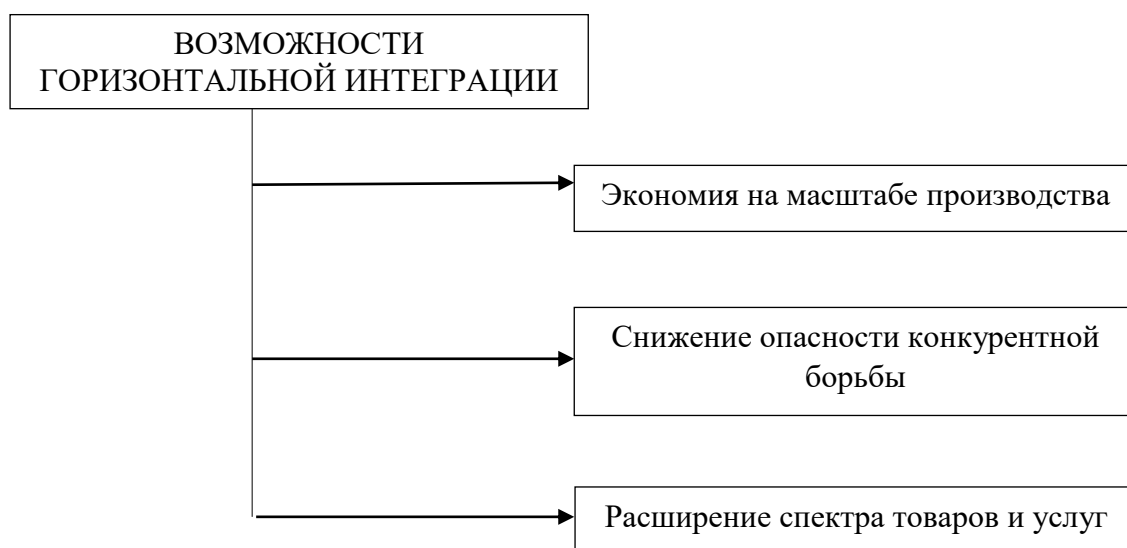 ВОЗМОЖНОСТИ
ГОРИЗОНТАЛЬНОЙ ИНТЕГРАЦИИ
Экономия на масштабе производства
Снижение опасности конкурентной
борьбы
Расширение спектра товаров и услуг